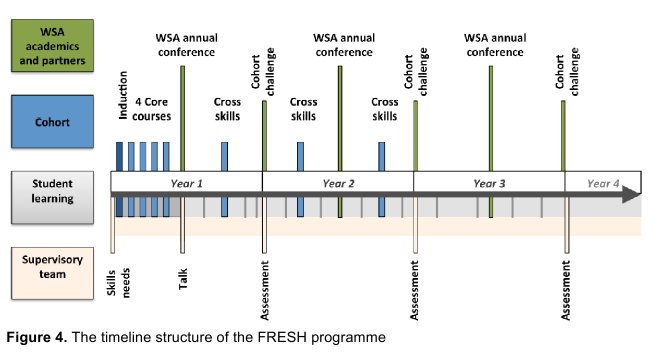 WSA
academics
and partners
Cohort
Student
learning
Supervisory
team
WSA annual
conference
WSA annual
conference
WSA annual
conference
Induction
4 Core
courses
Cross
skills
Cohort
challenge
Cross
skills
Cross
skills
Cohort
challenge
Cohort
challenge
Year 1
Year 2
Year 3
Year 4
Skills
needs
Talk
Assessment
Assessment
Assessment
Figure 4. The timeline structure of the FRESH programme